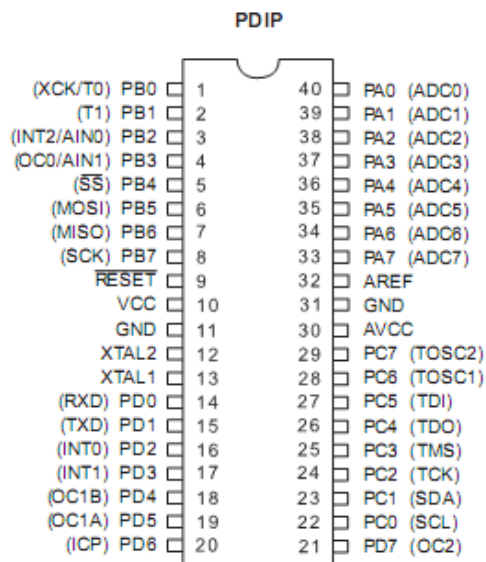 PDIP
(XCK/T0) PB0 1 40 PA0 (ADC0)
(T1) PB1 2 39 PA1 (ADC1)
(INT2/AIN0) PB2 3 38 PA2 (ADC2)
(OC0/AIN1) PB3 4 37 PA3 (ADC3)
(SS) PB4 5 36 PA4 (ADC4)
(MOSI) PB5 6 35 PA5 (ADC5)
(MISO) PB6 7 34 PA6 (ADC6)
(SCK) PB7 8 33 PA7 (ADC7)
RESET 9 32 AREF
VCC 10 31 GND
GND 11 30 AVCC
XTAL2 12 29 PC7 (TOSC2)
XTAL1 13 28 PC6 (TOSC1)
(RXD) PD0 14 27 PC5 (TDI)
(TXD) PD1 15 26 PC4 (TDO)
(INT0) PD2 16 25 PC3 (TMS)
(INT1) PD3 17 24 PC2 (TCK)
(OC1B) PD4 18 23 PC1 (SDA)
(OC1A) PD5 19 22 PC0 (SCL)
(ICP) PD6 20 21 PD7 (OC2)